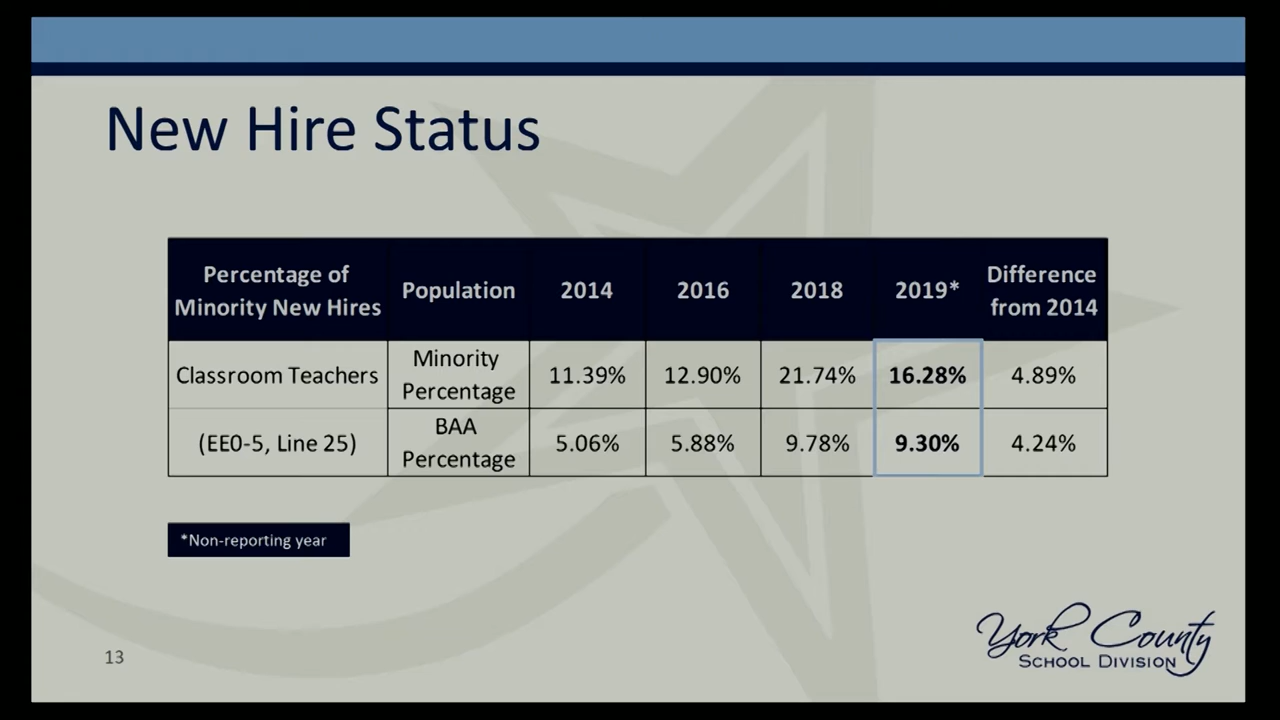 New Hire Status
Percentage of
Minority New Hires
Population
2014
2016
2018
2019*
Difference
from 2014
Classroom Teachers
Minority
Percentage
11.39%
12.90%
21.74%
16.28%
4.89%
(EE0-5, Line 25)
BAA
Percentage
5.06%
5.88%
9.78%
9.30%
4.24%
*Non-reporting year
13
York County
SCHOOL DIVISION